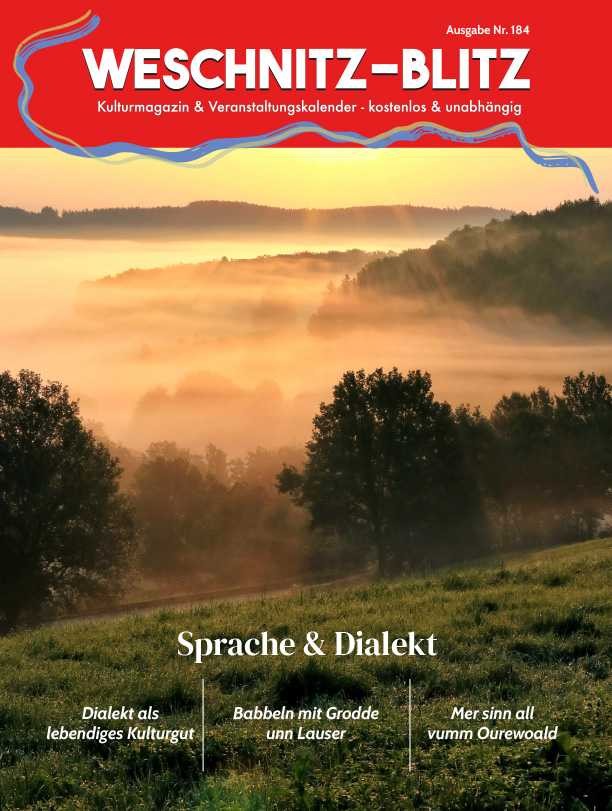 Ausgabe Nr. 184
WESCHNITZ-BLITZ
Kulturmagazin & Veranstaltungskalender - kostenlos & unabhängig
Sprache & Dialekt
Dialekt als
lebendiges Kulturgut
Babbeln mit Grodde
unn Lauser
Mer sinn all
vumm Ourewoald